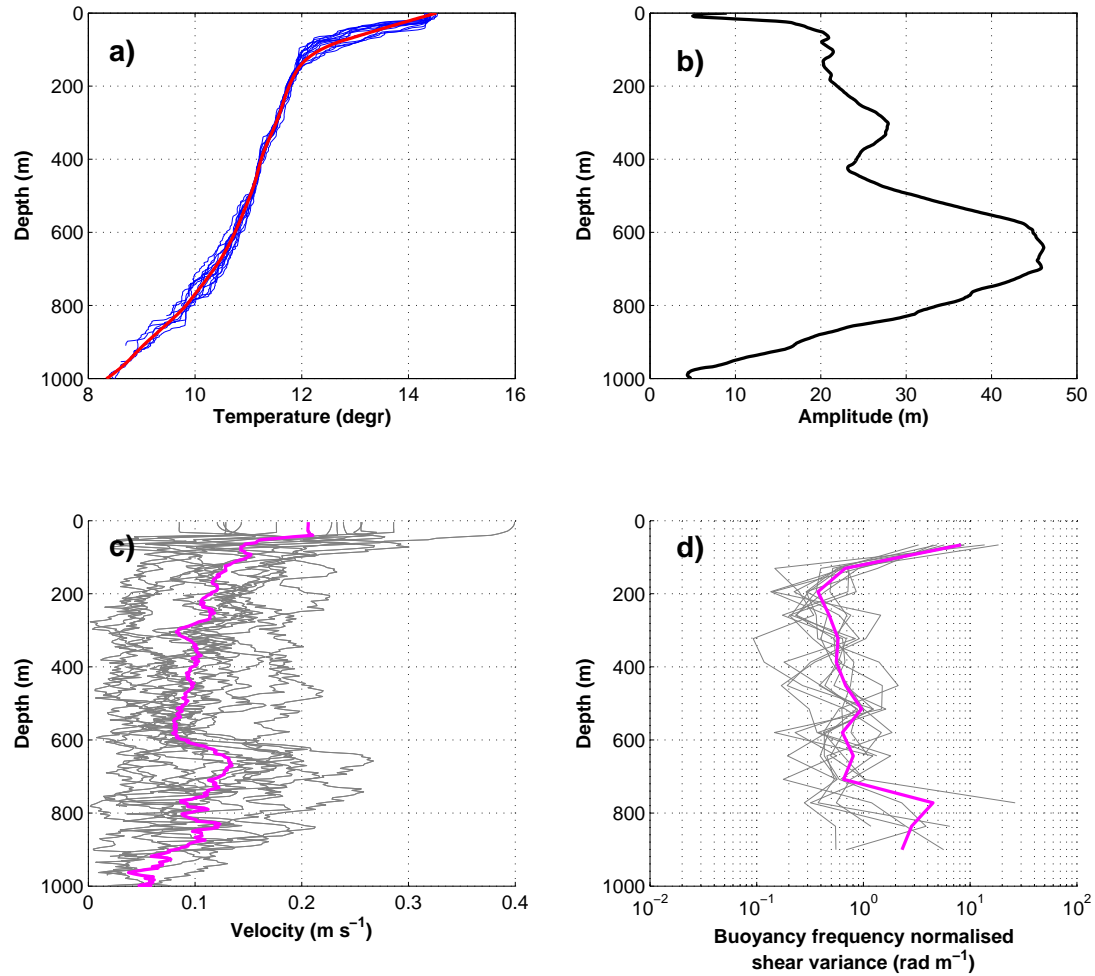 a)
0
200
400
600
800
1000
Depth (m)
8 10 12 14 16
Temperature (degr)
b)
0
200
400
600
800
1000
Depth (m)
0 10 20 30 40 50
Amplitude (m)
c)
0
200
400
600
800
1000
Depth (m)
0 0.1 0.2 0.3 0.4
Velocity (m s⁻¹)
d)
0
200
400
600
800
1000
Depth (m)
10⁻² 10⁻¹ 10⁰ 10¹ 10²
Buoyancy frequency normalised
shear variance (rad m⁻¹)